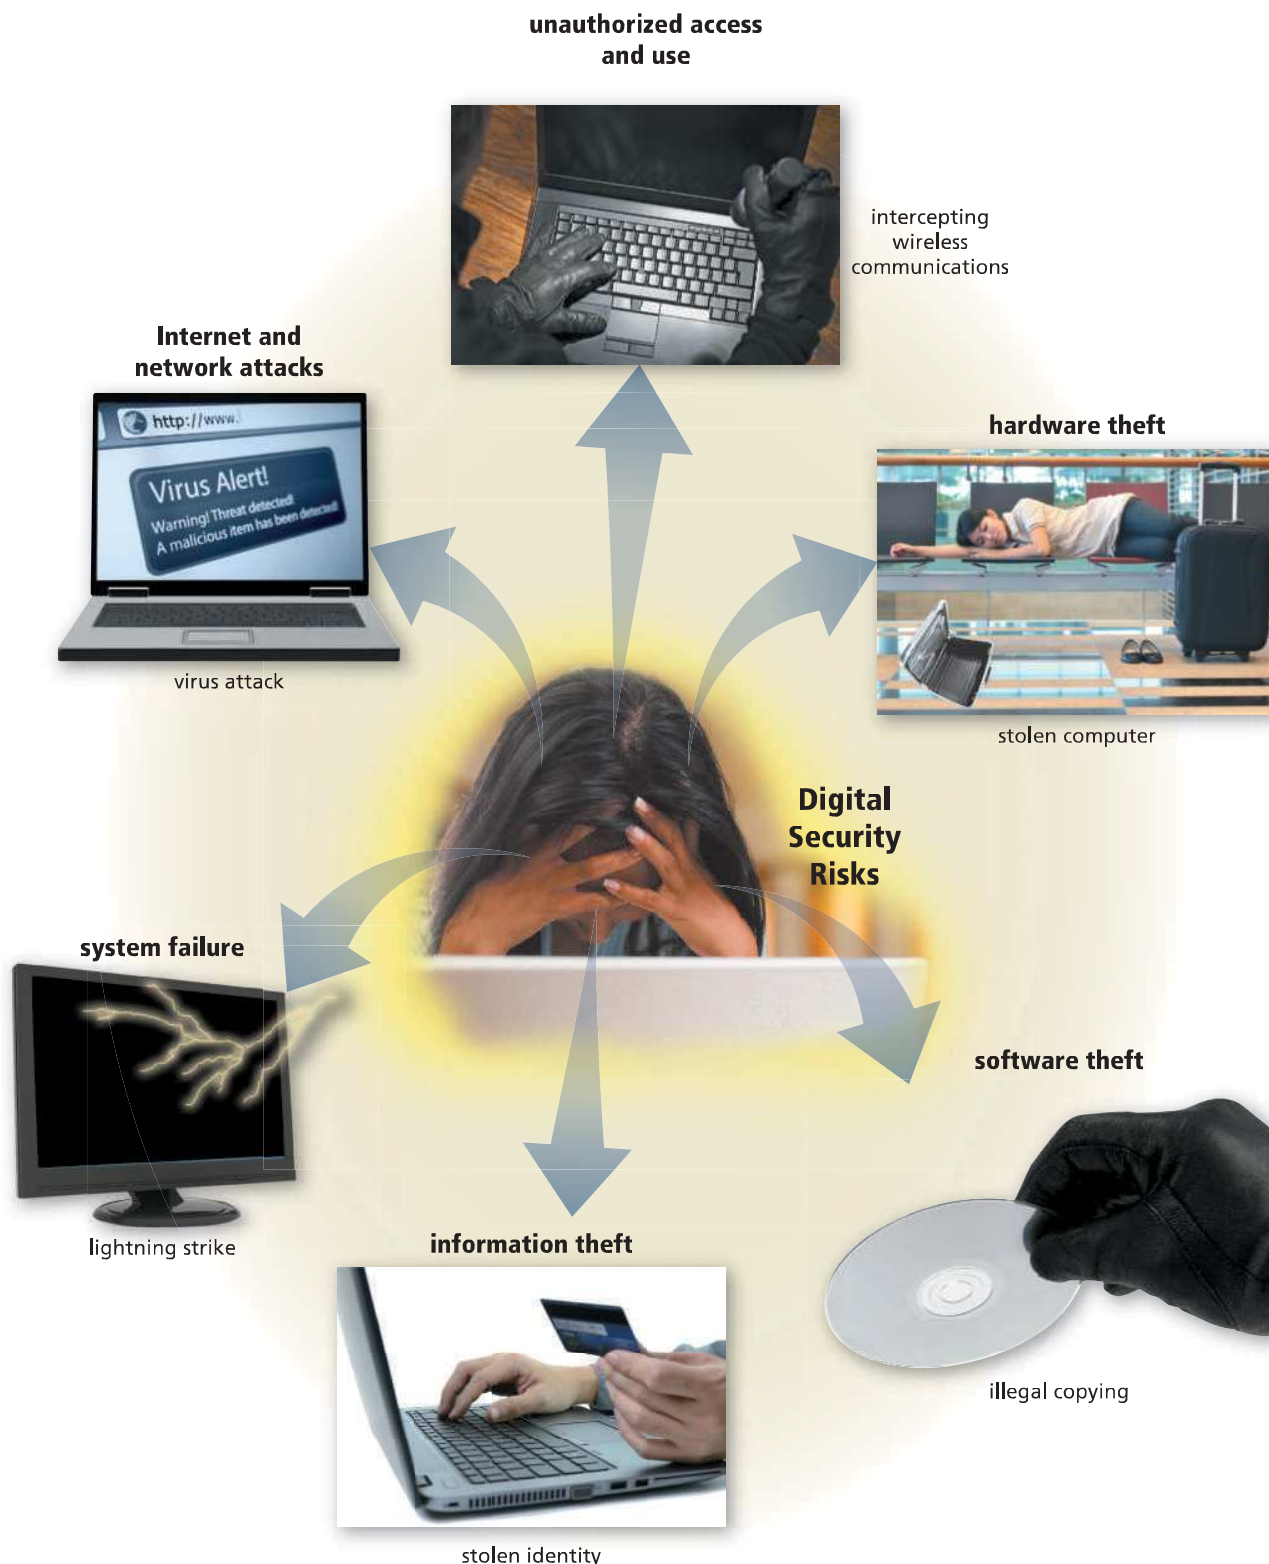 unauthorized access
and use
intercepting
wireless
communications
Internet and
network attacks
http://www.
Virus Alert!
Warning! Threat detected!
A malicious item has been detected!
virus attack
hardware theft
stolen computer
Digital
Security
Risks
system failure
lightning strike
software theft
illegal copying
information theft
stolen identity